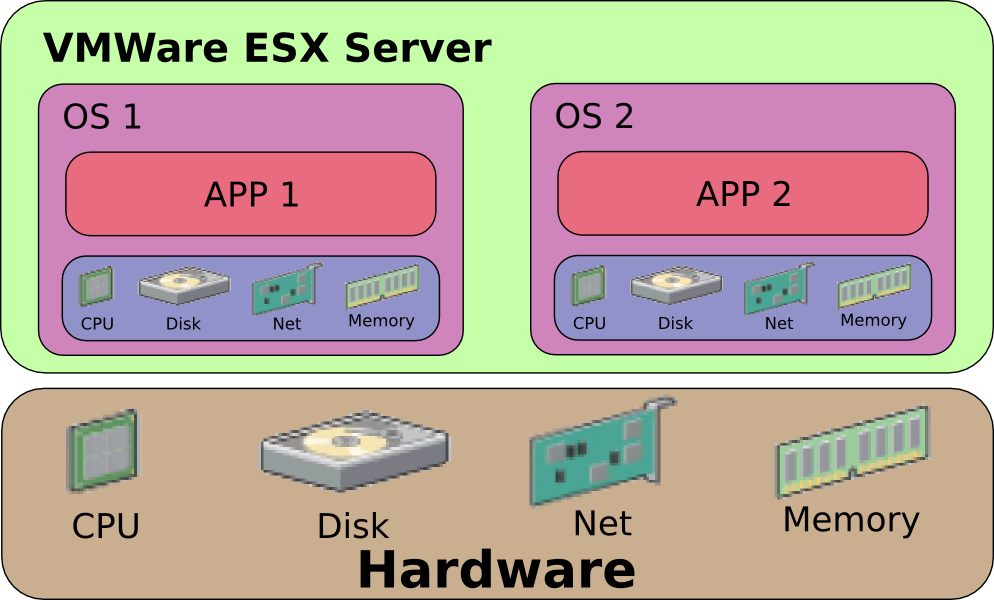 VMWare ESX Server
OS 1
APP 1
CPU Disk Net Memory
OS 2
APP 2
CPU Disk Net Memory
CPU Disk Net Memory
Hardware